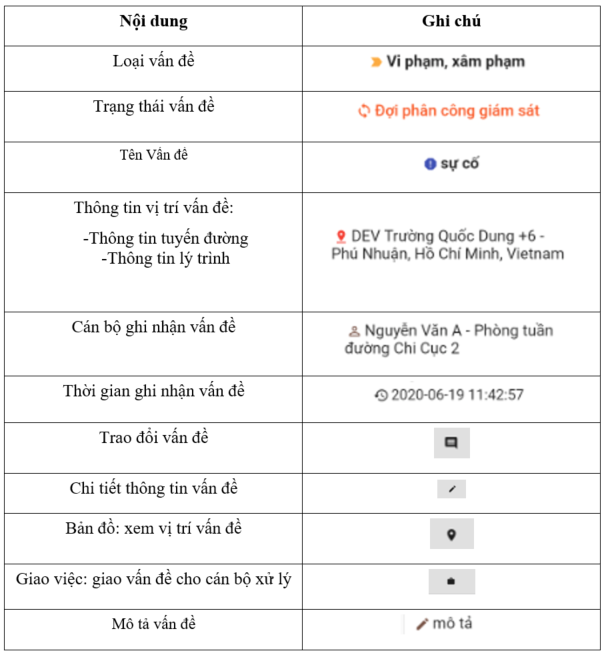 Nội dung
Ghi chú
Loại vấn đề
Vi phạm, xâm phạm
Trạng thái vấn đề
Đợi phân công giám sát
Tên Vấn đề
sự cố
Thông tin vị trí vấn đề:
-Thông tin tuyến đường
-Thông tin lý trình
DEV Trường Quốc Dung +6 -
Phú Nhuận, Hồ Chí Minh, Vietnam
Cán bộ ghi nhận vấn đề
Nguyễn Văn A - Phòng tuần
đường Chi Cục 2
Thời gian ghi nhận vấn đề
2020-06-19 11:42:57
Trao đổi vấn đề
Chi tiết thông tin vấn đề
Bản đồ: xem vị trí vấn đề
Giao việc: giao vấn đề cho cán bộ xử lý
Mô tả vấn đề
mô tả